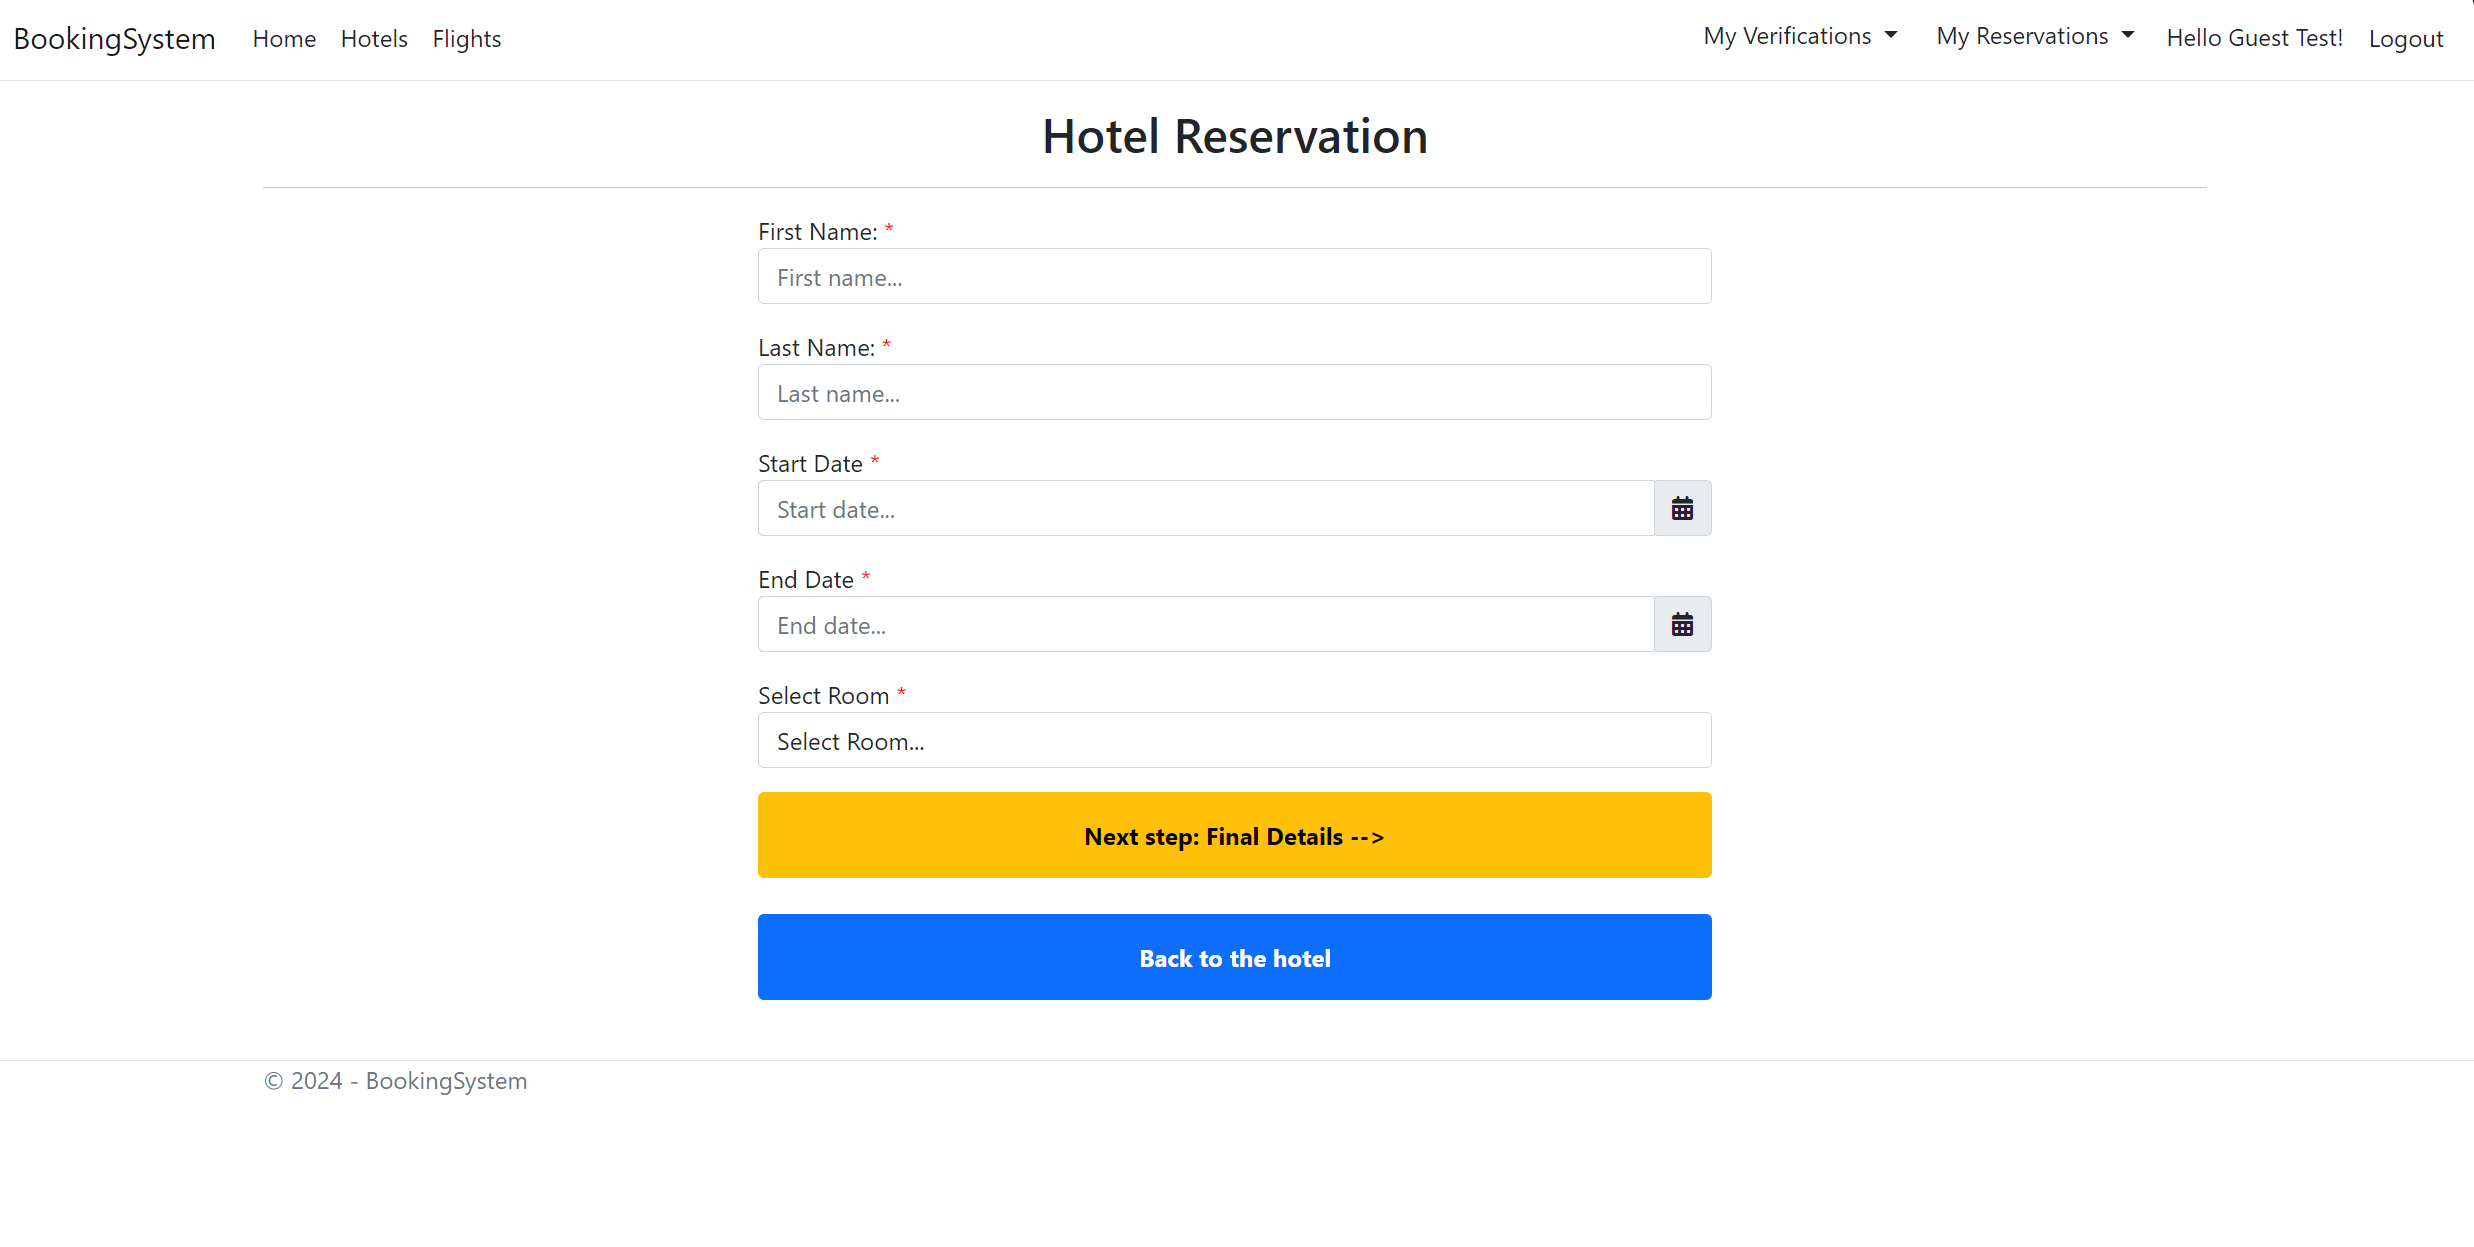 BookingSystem Home Hotels Flights My Verifications My Reservations Hello Guest Test! Logout
Hotel Reservation
First Name: *
First name...
Last Name: *
Last name...
Start Date *
Start date...
End Date *
End date...
Select Room *
Select Room...
Next step: Final Details -->
Back to the hotel
© 2024 - BookingSystem